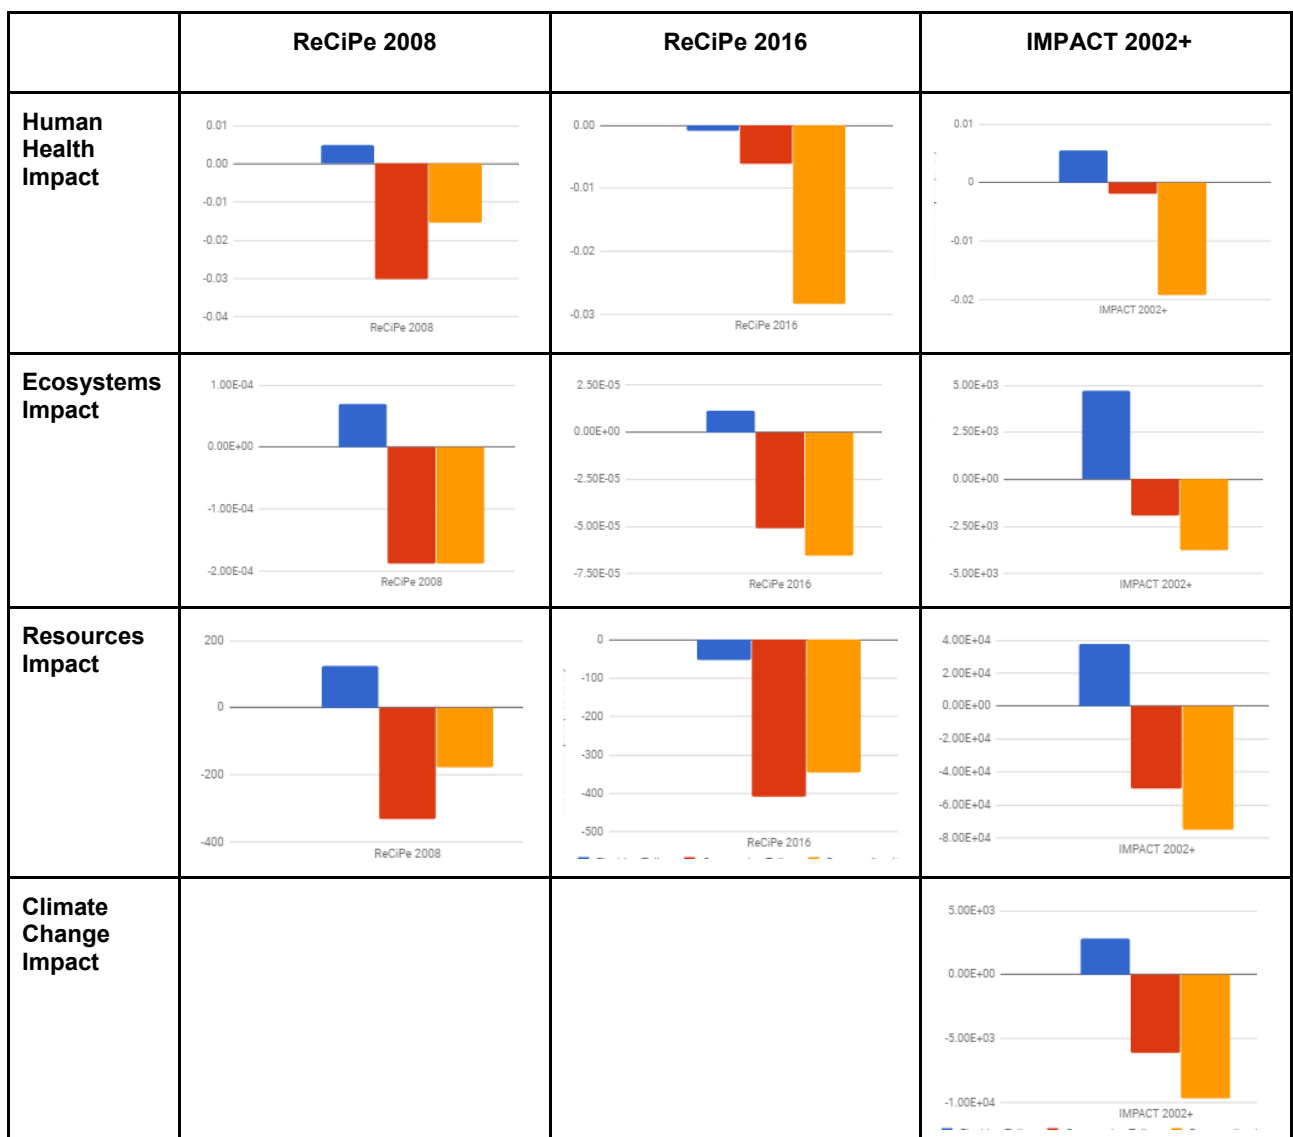 ReCiPe 2008
ReCiPe 2016
IMPACT 2002+
Human
Health
Impact
0.01
0.00
-0.01
-0.02
-0.03
-0.04
ReCiPe 2008
0.00
-0.01
-0.02
-0.03
ReCiPe 2016
0.01
0
-0.01
-0.02
IMPACT 2002+
Ecosystems
Impact
1.00E-04
0.00E+00
-1.00E-04
-2.00E-04
ReCiPe 2008
2.50E-05
0.00E+00
-2.50E-05
-5.00E-05
-7.50E-05
ReCiPe 2016
5.00E+03
2.50E+03
0.00E+00
-2.50E+03
-5.00E+03
IMPACT 2002+
Resources
Impact
200
0
-200
-400
ReCiPe 2008
0
-100
-200
-300
-400
-500
ReCiPe 2016
4.00E+04
2.00E+04
0.00E+00
-2.00E+04
-4.00E+04
-6.00E+04
-8.00E+04
IMPACT 2002+
Climate
Change
Impact
5.00E+03
0.00E+00
-5.00E+03
-1.00E+04
IMPACT 2002+